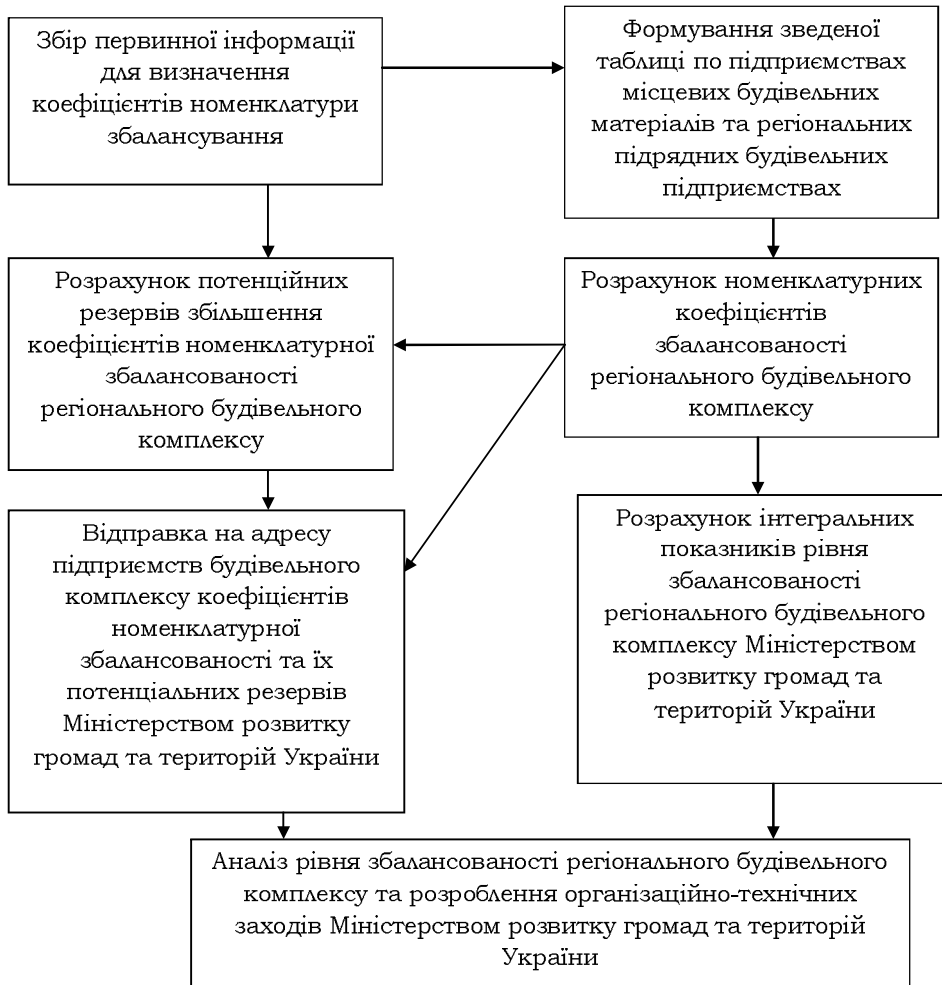 Збір первинної інформації
для визначення
коефіцієнтів номенклатури
збалансування
Формування зведеної
таблиці по підприємствах
місцевих будівельних
матеріалів та регіональних
підрядних будівельних
підприємствах
Розрахунок потенційних
резервів збільшення
коефіцієнтів номенклатурної
збалансованості
регіонального будівельного
комплексу
Розрахунок номенклатурних
коефіцієнтів
збалансованості
регіонального будівельного
комплексу
Відправка на адресу
підприємств будівельного
комплексу коефіцієнтів
номенклатурної
збалансованості та їх
потенціальних резервів
Міністерством розвитку
громад та територій України
Розрахунок інтегральних
показників рівня
збалансованості
регіонального будівельного
комплексу Міністерством
розвитку громад та
територій України
Аналіз рівня збалансованості регіонального будівельного
комплексу та розроблення організаційно-технічних
заходів Міністерством розвитку громад та територій
України